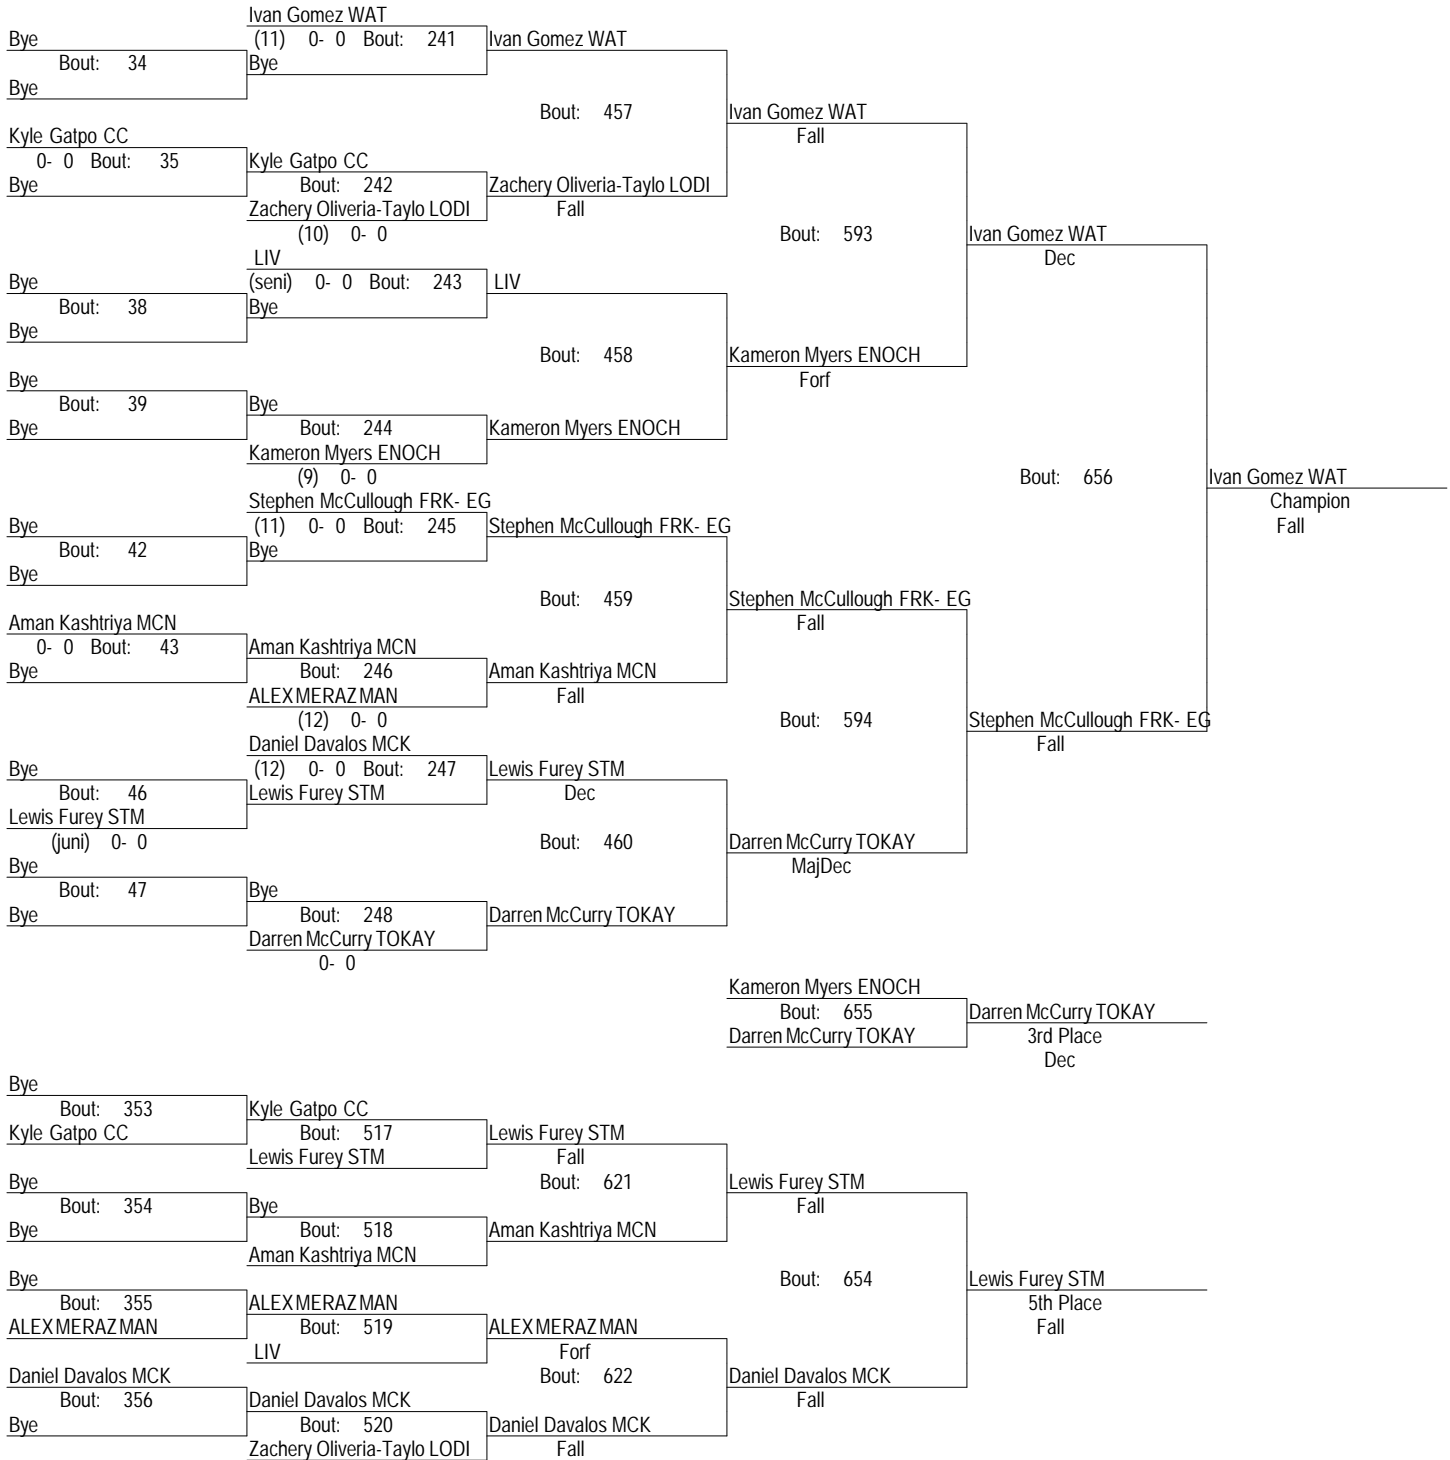 Ivan Gomez WAT
Bye (11) 0- 0 Bout: 241 Ivan Gomez WAT
Bout: 34 Bye
Bye
Bout: 457 Ivan Gomez WAT
Kyle Gatpo CC Fall
0- 0 Bout: 35 Kyle Gatpo CC
Bye Bout: 242 Zachery Oliveria-Taylo LODI
Zachery Oliveria-Taylo LODI Fall
(10) 0- 0 Bout: 593 Ivan Gomez WAT
LIV Dec
Bye (seni) 0- 0 Bout: 243 LIV
Bout: 38 Bye
Bye
Bout: 458 Kameron Myers ENOCH
Bye Forf
Bout: 39 Bye
Bye Bout: 244 Kameron Myers ENOCH
Kameron Myers ENOCH
(9) 0- 0 Bout: 656 Ivan Gomez WAT
Stephen McCullough FRK- EG Champion
Bye (11) 0- 0 Bout: 245 Stephen McCullough FRK- EG Fall
Bout: 42 Bye
Bye
Bout: 459 Stephen McCullough FRK- EG
Aman Kashtriya MCN Fall
0- 0 Bout: 43 Aman Kashtriya MCN
Bye Bout: 246 Aman Kashtriya MCN
ALEX MERAZ MAN Fall
(12) 0- 0 Bout: 594 Stephen McCullough FRK- EG
Daniel Davalos MCK Fall
Bye (12) 0- 0 Bout: 247 Lewis Furey STM
Bout: 46 Lewis Furey STM Dec
Lewis Furey STM
(juni) 0- 0 Bout: 460 Darren McCurry TOKAY
Bye MajDec
Bout: 47 Bye
Bye Bout: 248 Darren McCurry TOKAY
Darren McCurry TOKAY
0- 0
Kameron Myers ENOCH
Bout: 655 Darren McCurry TOKAY
Darren McCurry TOKAY 3rd Place
Dec
Bye
Bout: 353 Kyle Gatpo CC
Kyle Gatpo CC Bout: 517 Lewis Furey STM
Lewis Furey STM Fall
Bye Bout: 621 Lewis Furey STM
Bout: 354 Bye Fall
Bye Bout: 518 Aman Kashtriya MCN
Aman Kashtriya MCN
Bye Bout: 654 Lewis Furey STM
Bout: 355 ALEX MERAZ MAN 5th Place
ALEX MERAZ MAN Bout: 519 ALEX MERAZ MAN Fall
LIV Forf
Daniel Davalos MCK Bout: 622 Daniel Davalos MCK
Bout: 356 Daniel Davalos MCK Fall
Bye Bout: 520 Daniel Davalos MCK
Zachery Oliveria-Taylo LODI Fall